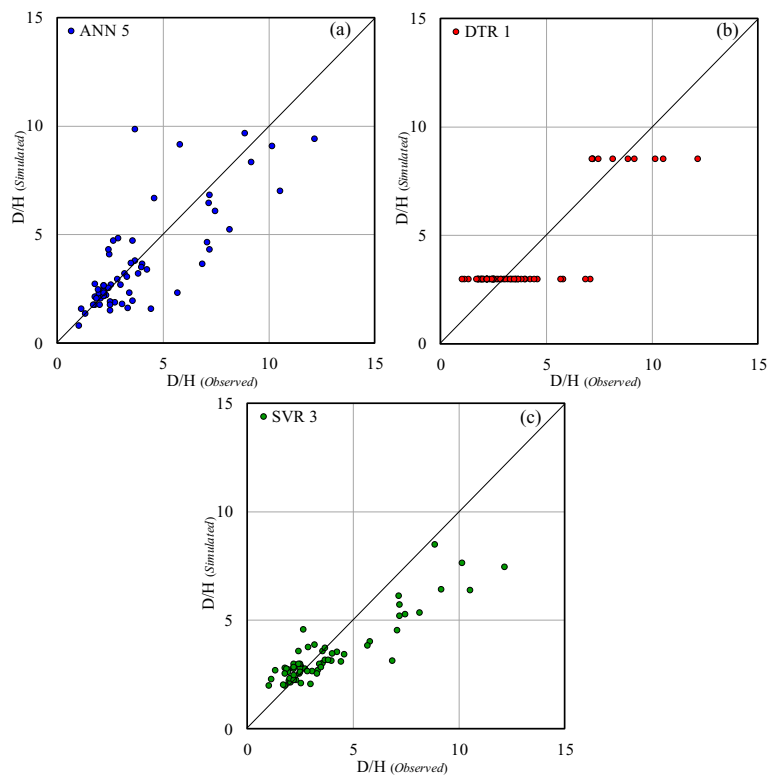 ANN 5
(a)
15
10
5
0
D/H (Simulated)
0 5 10 15
D/H (Observed)
DTR 1
(b)
15
10
5
0
D/H (Simulated)
0 5 10 15
D/H (Observed)
SVR 3
(c)
15
10
5
0
D/H (Simulated)
0 5 10 15
D/H (Observed)